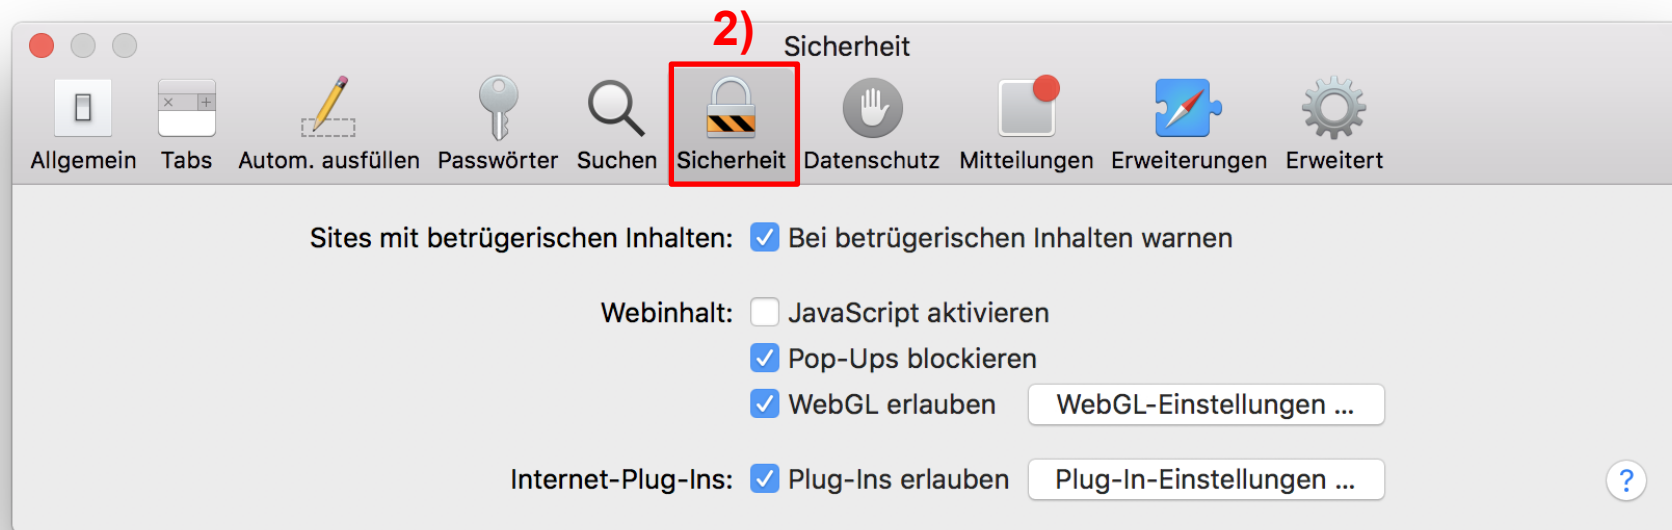 2)
Sicherheit
Allgemein Tabs Autom. ausfüllen Passwörter Suchen Sicherheit Datenschutz Mitteilungen Erweiterungen Erweitert
Sites mit betrügerischen Inhalten: Bei betrügerischen Inhalten warnen
Webinhalt: JavaScript aktivieren
Pop-Ups blockieren
WebGL erlauben WebGL-Einstellungen ...
Internet-Plug-Ins: Plug-Ins erlauben Plug-In-Einstellungen ...
?